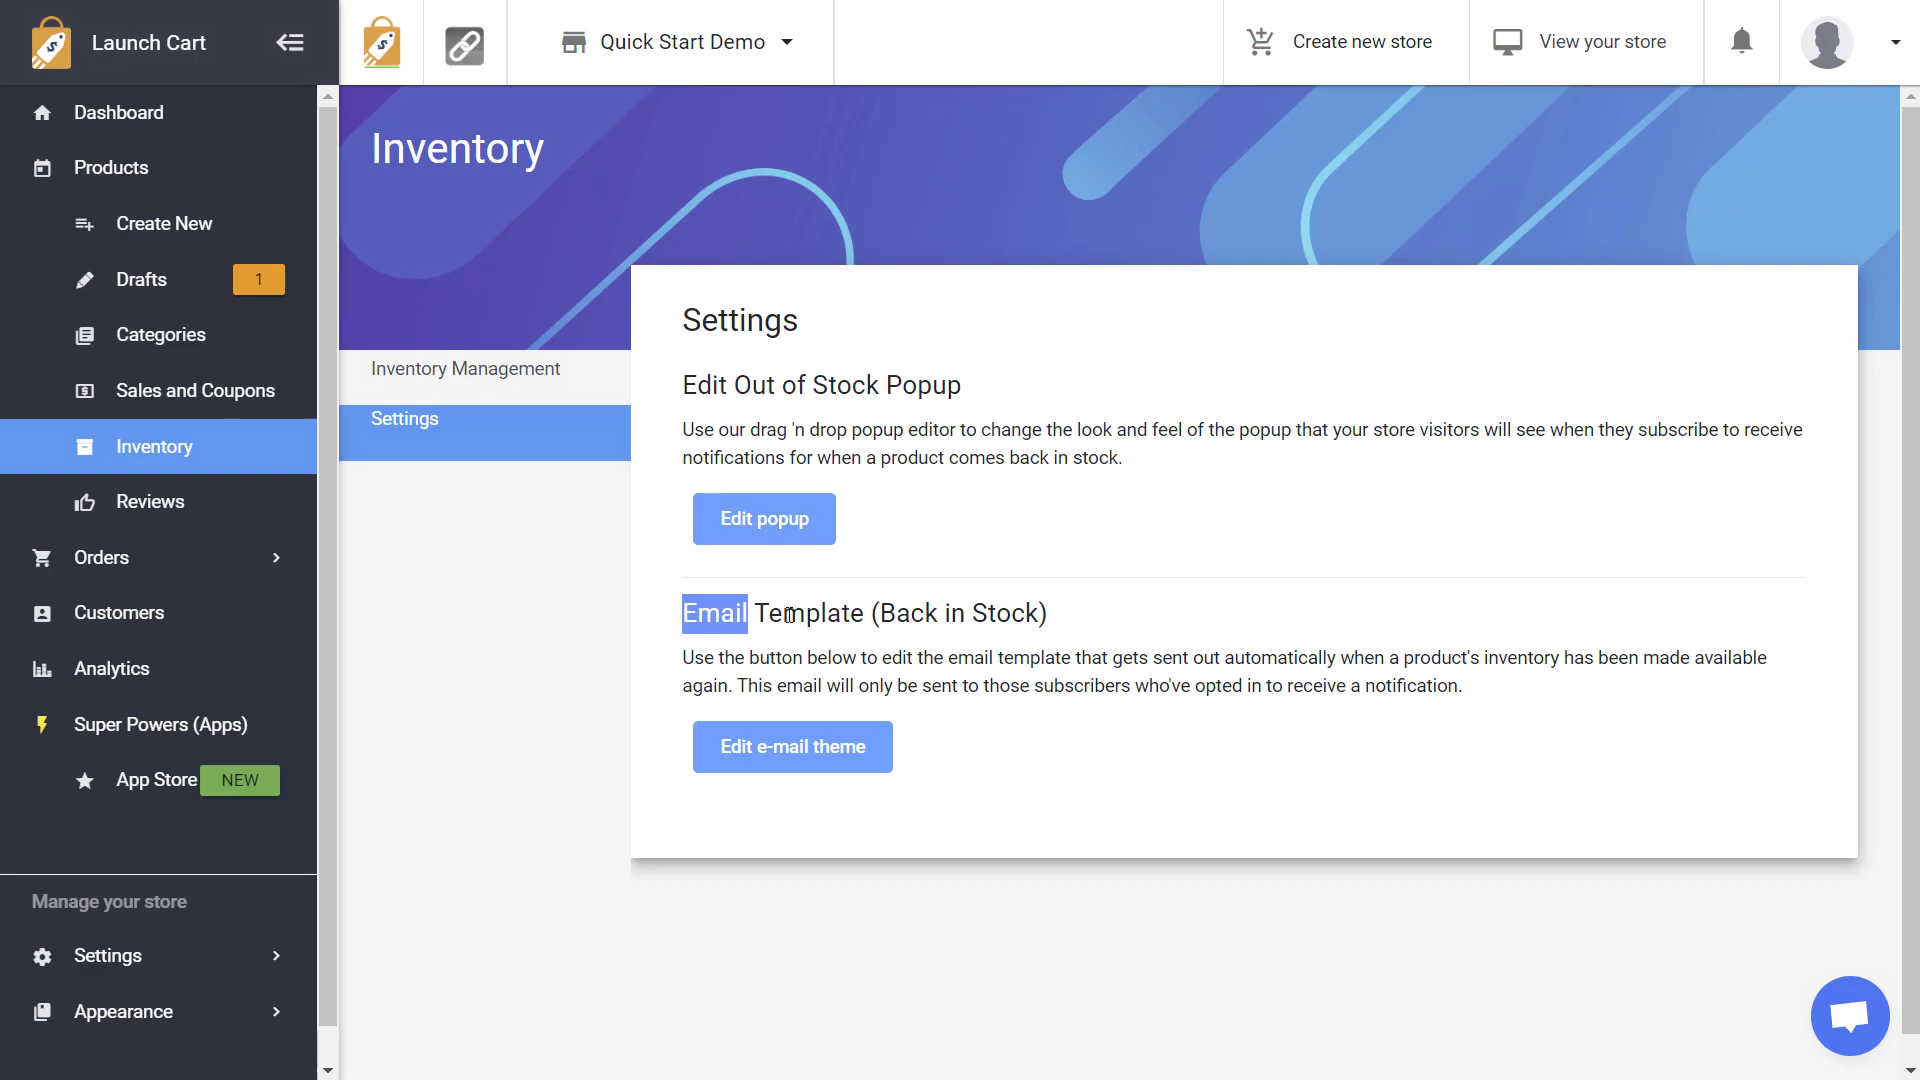 Launch Cart
Quick Start Demo
Create new store
View your store
Dashboard
Products
Create New
Drafts
1
Categories
Sales and Coupons
Inventory
Reviews
Orders
Customers
Analytics
Super Powers (Apps)
App Store
NEW
Manage your store
Settings
Appearance
Inventory
Inventory Management
Settings
Settings
Edit Out of Stock Popup
Use our drag 'n drop popup editor to change the look and feel of the popup that your store visitors will see when they subscribe to receive
notifications for when a product comes back in stock.
Edit popup
Email Template (Back in Stock)
Use the button below to edit the email template that gets sent out automatically when a product's inventory has been made available
again. This email will only be sent to those subscribers who've opted in to receive a notification.
Edit e-mail theme